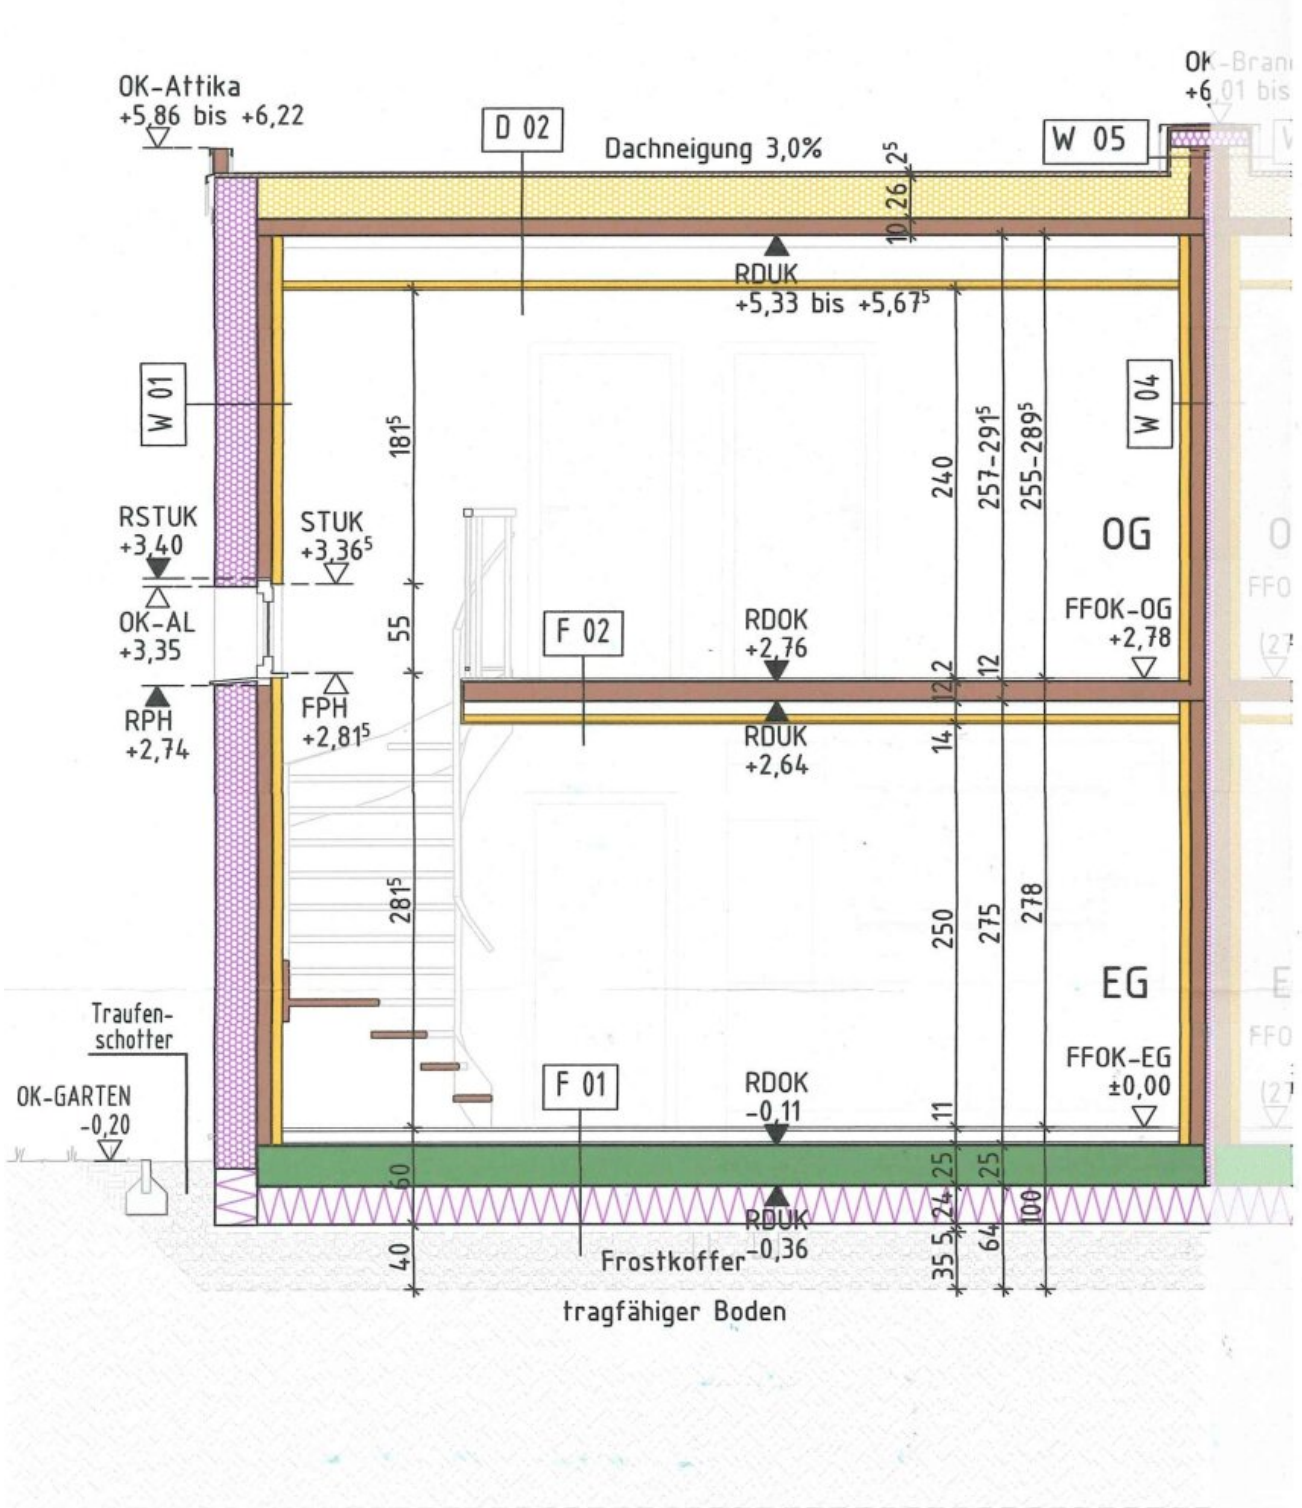 OK-Attika
+5,86 bis +6,22
D 02
Dachneigung 3,0%
2⁵
26
10
OK-Bran
+6,01 bis
W 05
RDUK
+5,33 bis +5,67⁵
W 01
181⁵
240
257-291⁵
255-289⁵
W 04
RSTUK
+3,40
STUK
+3,36⁵
OG
OK-AL
+3,35
55
F 02
RDOK
+2,76
FFOK-OG
+2,78
FFO
(27
RPH
+2,74
FPH
+2,81⁵
2
12
12
14
RDUK
+2,64
281⁵
250
275
278
EG
E
Traufen-
schotter
OK-GARTEN
-0,20
F 01
RDOK
-0,11
11
FFOK-EG
±0,00
FFO
(27
60
25
25
24
100
RDUK
-0,36
40
Frostkoffer
35
5
64
tragfähiger Boden